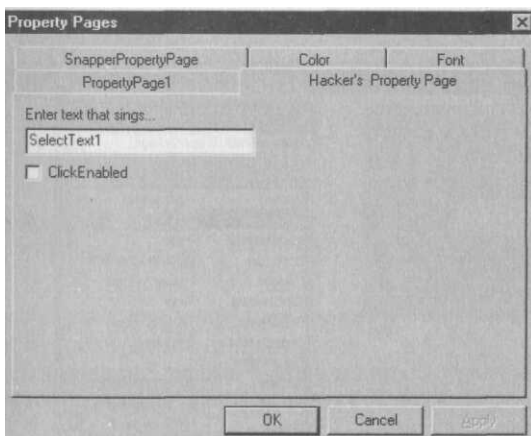 Property Pages
SnapperPropertyPage Color Font
PropertyPage1 Hacker's Property Page
Enter text that sings...
SelectText1
ClickEnabled
OK Cancel Apply